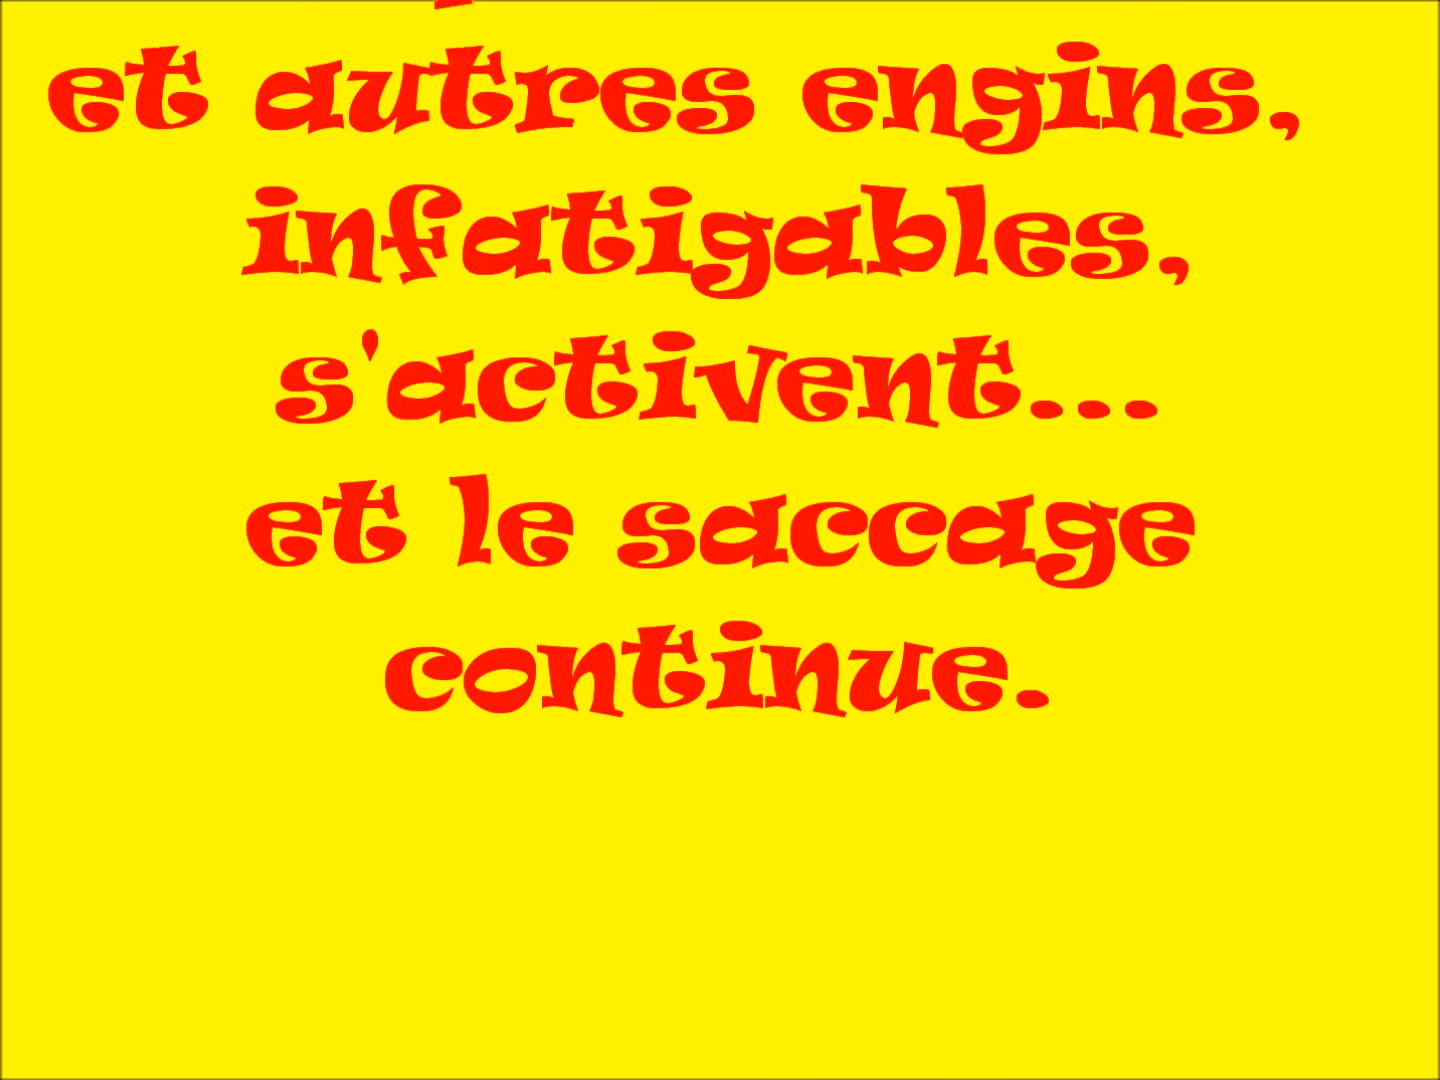 et autres engins,
infatigables,
s'activent...
et le saccage
continue.